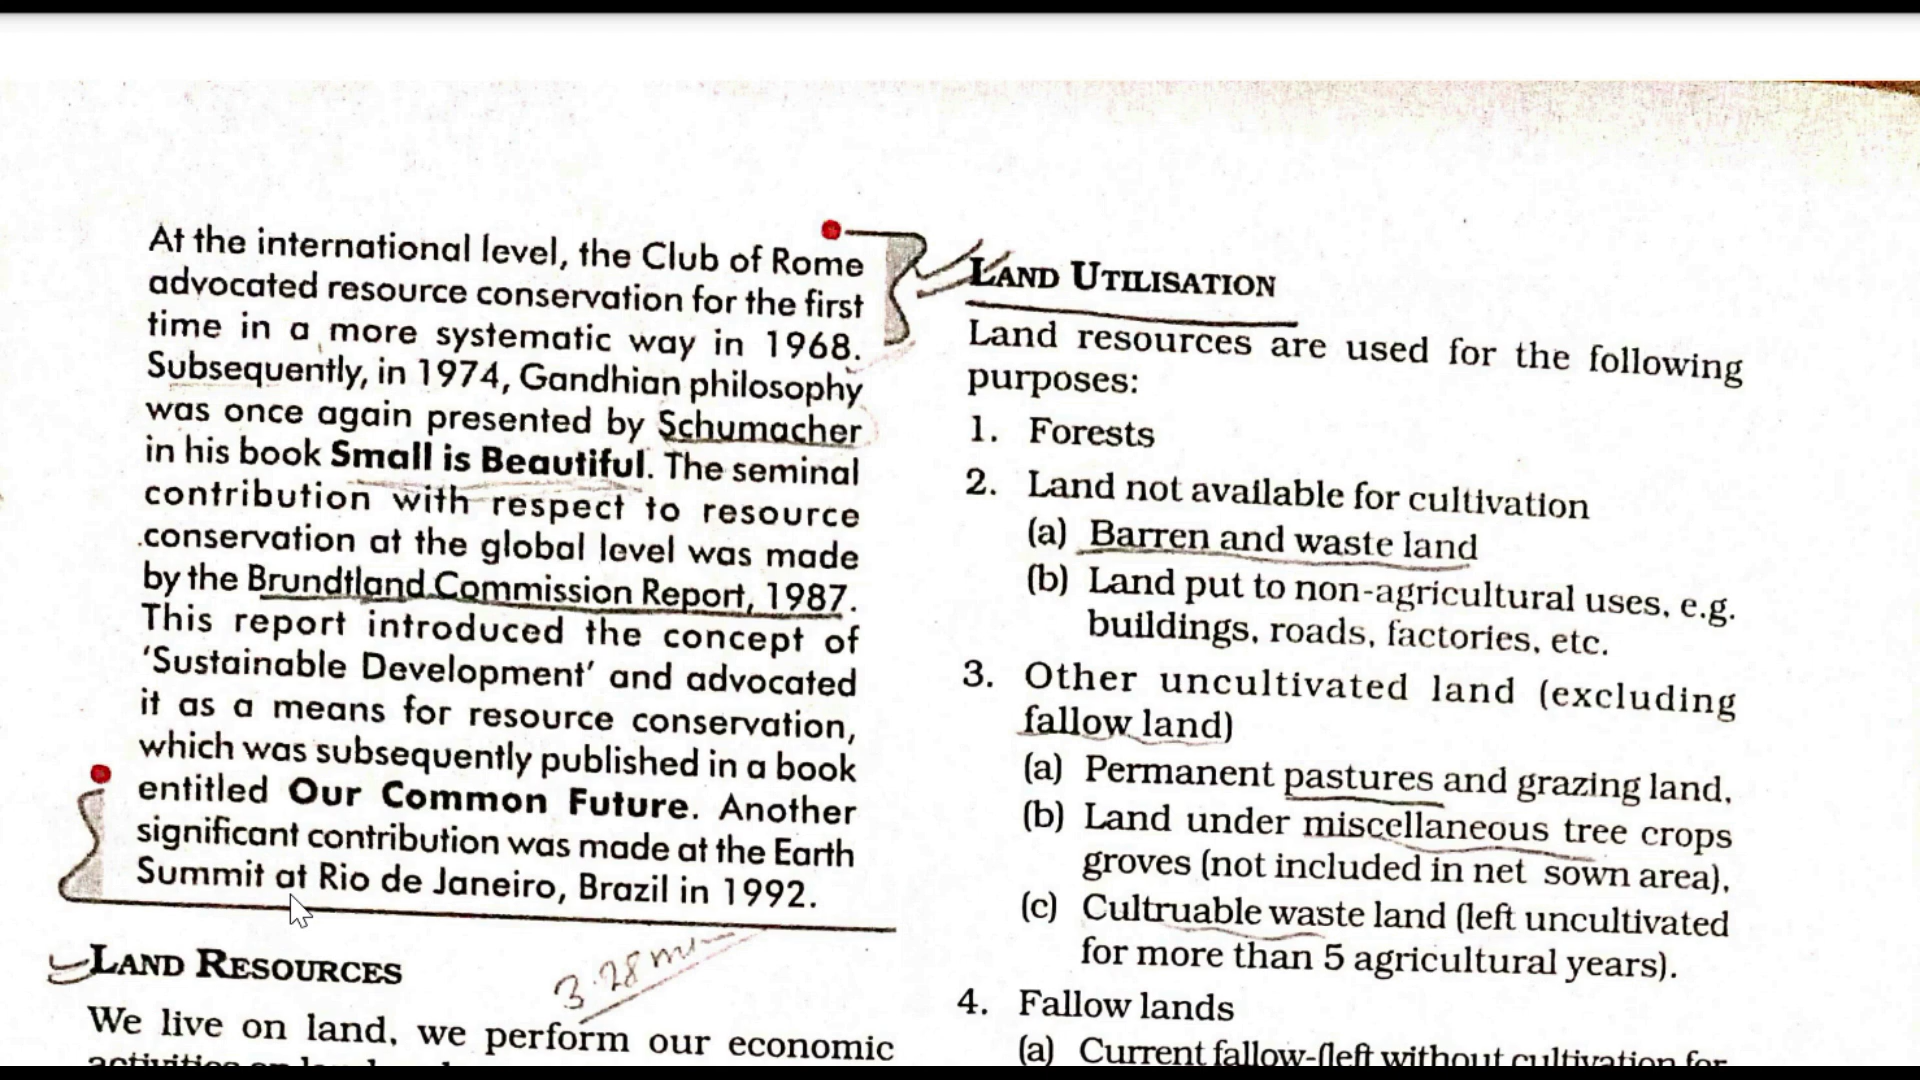 At the international level, the Club of Rome
advocated resource conservation for the first
time in a more systematic way in 1968.
Subsequently, in 1974, Gandhian philosophy
was once again presented by Schumacher
in his book Small is Beautiful. The seminal
contribution with respect to resource
conservation at the global level was made
by the Brundtland Commission Report, 1987.
This report introduced the concept of
‘Sustainable Development’ and advocated
it as a means for resource conservation,
which was subsequently published in a book
entitled Our Common Future. Another
significant contribution was made at the Earth
Summit at Rio de Janeiro, Brazil in 1992.
LAND RESOURCES
3.28
We live on land, we perform our economic
LAND UTILISATION
Land resources are used for the following
purposes:
1. Forests
2. Land not available for cultivation
(a) Barren and waste land
(b) Land put to non-agricultural uses, e.g.
buildings, roads, factories, etc.
3. Other uncultivated land (excluding
fallow land)
(a) Permanent pastures and grazing land,
(b) Land under miscellaneous tree crops
groves (not included in net sown area),
(c) Cultruable waste land (left uncultivated
for more than 5 agricultural years).
4. Fallow lands
(a) Current fallow-(left without cultivation for